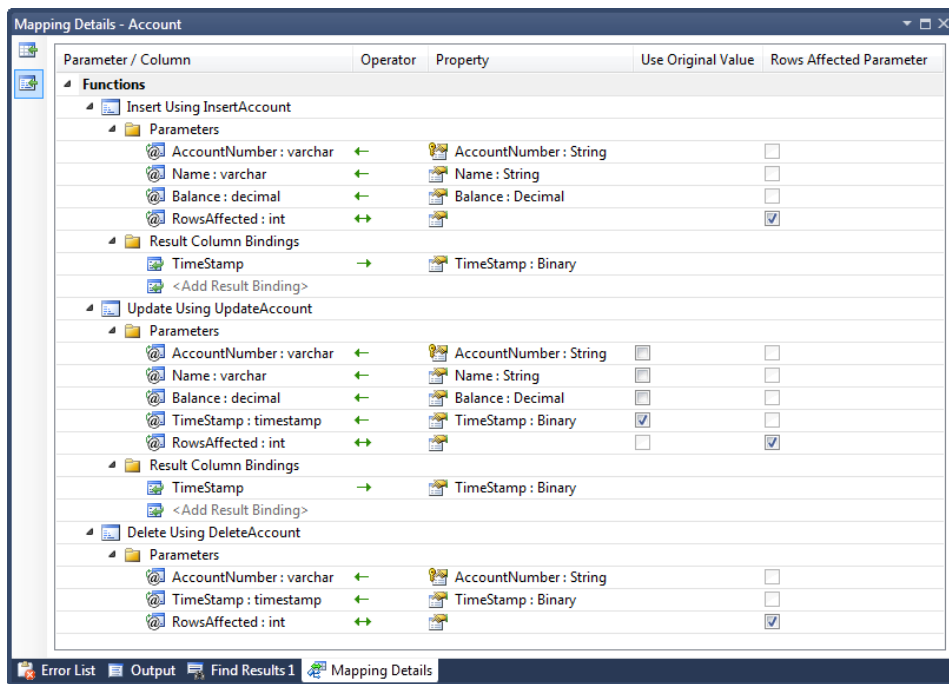 Mapping Details - Account
Parameter / Column Operator Property Use Original Value Rows Affected Parameter
Functions
Insert Using InsertAccount
Parameters
AccountNumber : varchar ← AccountNumber : String
Name : varchar ← Name : String
Balance : decimal ← Balance : Decimal
RowsAffected : int ↔
Result Column Bindings
TimeStamp → TimeStamp : Binary
<Add Result Binding>
Update Using UpdateAccount
Parameters
AccountNumber : varchar ← AccountNumber : String
Name : varchar ← Name : String
Balance : decimal ← Balance : Decimal
TimeStamp : timestamp ← TimeStamp : Binary
RowsAffected : int ↔
Result Column Bindings
TimeStamp → TimeStamp : Binary
<Add Result Binding>
Delete Using DeleteAccount
Parameters
AccountNumber : varchar ← AccountNumber : String
TimeStamp : timestamp ← TimeStamp : Binary
RowsAffected : int ↔
Error List Output Find Results 1 Mapping Details